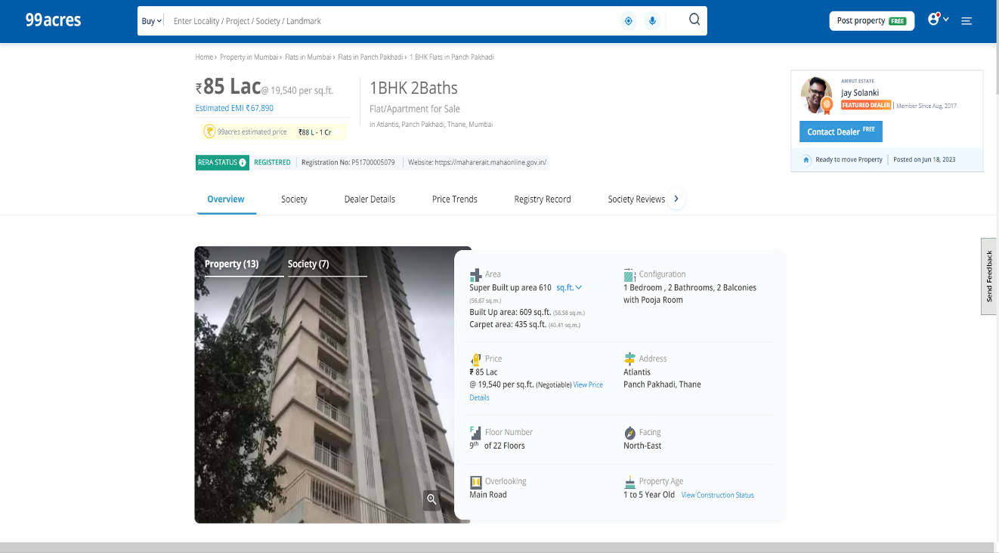 99acres
Buy
Enter Locality / Project / Society / Landmark
Post property FREE
Home › Property in Mumbai › Flats in Mumbai › Flats in Panch Pakhadi › 1 BHK Flats in Panch Pakhadi
₹85 Lac @ 19,540 per sq.ft.
Estimated EMI ₹67,890
99acres estimated price ₹88 L - 1 Cr
1BHK 2Baths
Flat/Apartment for Sale
in Atlantis, Panch Pakhadi, Thane, Mumbai
AMRUT ESTATE
Jay Solanki
FEATURED DEALER | Member Since Aug, 2017
Contact Dealer FREE
Ready to move Property | Posted on Jun 18, 2023
RERA STATUS REGISTERED | Registration No: P51700005079 | Website: https://maharerait.mahaonline.gov.in/
Overview Society Dealer Details Price Trends Registry Record Society Reviews
Property (13) Society (7)
99acres
Area
Super Built up area 610 sq.ft.
(56.67 sq.m.)
Built Up area: 609 sq.ft. (56.58 sq.m.)
Carpet area: 435 sq.ft. (40.41 sq.m.)
Configuration
1 Bedroom , 2 Bathrooms, 2 Balconies
with Pooja Room
Price
₹ 85 Lac
@ 19,540 per sq.ft. (Negotiable) View Price
Details
Address
Atlantis
Panch Pakhadi, Thane
Floor Number
9th of 22 Floors
Facing
North-East
Overlooking
Main Road
Property Age
1 to 5 Year Old View Construction Status
Send Feedback